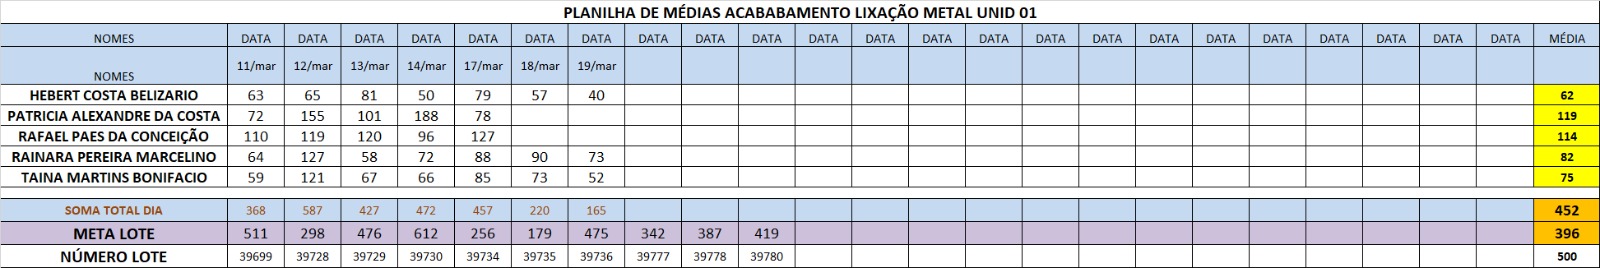 PLANILHA DE MÉDIAS ACABABAMENTO LIXAÇÃO METAL UNID 01
NOMES DATA DATA DATA DATA DATA DATA DATA DATA DATA DATA DATA DATA DATA DATA DATA DATA DATA DATA DATA DATA DATA DATA DATA MÉDIA
NOMES 11/mar 12/mar 13/mar 14/mar 17/mar 18/mar 19/mar
HEBERT COSTA BELIZARIO 63 65 81 50 79 57 40 62
PATRICIA ALEXANDRE DA COSTA 72 155 101 188 78 119
RAFAEL PAES DA CONCEIÇÃO 110 119 120 96 127 114
RAINARA PEREIRA MARCELINO 64 127 58 72 88 90 73 82
TAINA MARTINS BONIFACIO 59 121 67 66 85 73 52 75
SOMA TOTAL DIA 368 587 427 472 457 220 165 452
META LOTE 511 298 476 612 256 179 475 342 387 419 396
NÚMERO LOTE 39699 39728 39729 39730 39734 39735 39736 39777 39778 39780 500